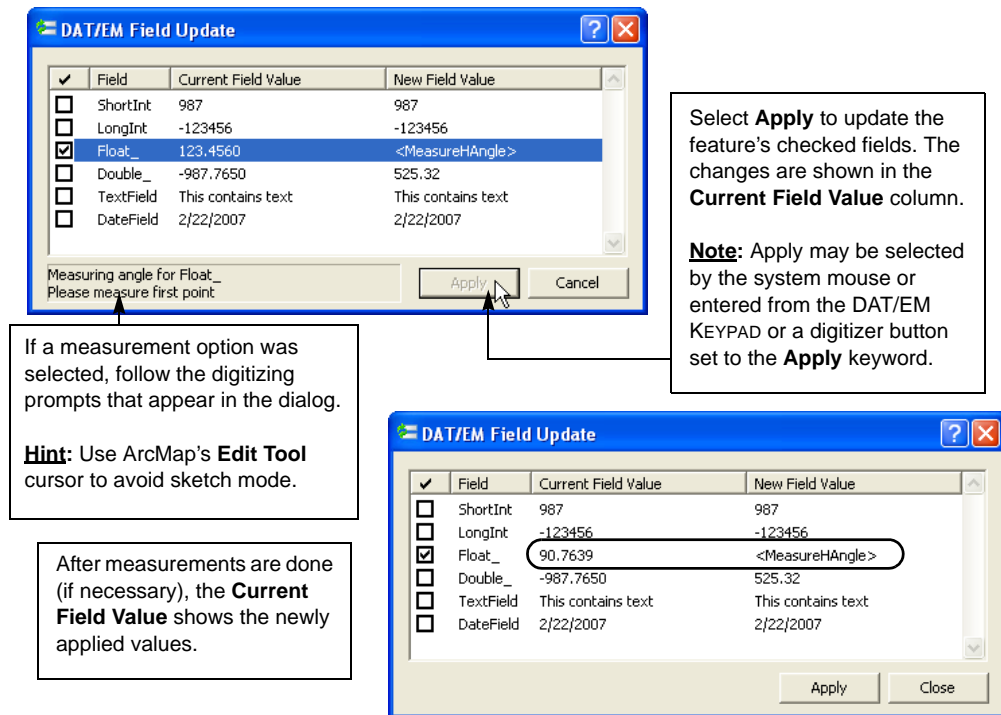 DAT/EM Field Update
Field Current Field Value New Field Value
ShortInt 987 987
LongInt -123456 -123456
Float_ 123.4560 <MeasureHAngle>
Double_ -987.7650 525.32
TextField This contains text This contains text
DateField 2/22/2007 2/22/2007
Measuring angle for Float_
Please measure first point
Apply Cancel
Select Apply to update the
feature's checked fields. The
changes are shown in the
Current Field Value column.
Note: Apply may be selected
by the system mouse or
entered from the DAT/EM
KEYPAD or a digitizer button
set to the Apply keyword.
If a measurement option was
selected, follow the digitizing
prompts that appear in the dialog.
Hint: Use ArcMap's Edit Tool
cursor to avoid sketch mode.
After measurements are done
(if necessary), the Current
Field Value shows the newly
applied values.
DAT/EM Field Update
Field Current Field Value New Field Value
ShortInt 987 987
LongInt -123456 -123456
Float_ 90.7639 <MeasureHAngle>
Double_ -987.7650 525.32
TextField This contains text This contains text
DateField 2/22/2007 2/22/2007
Apply Close